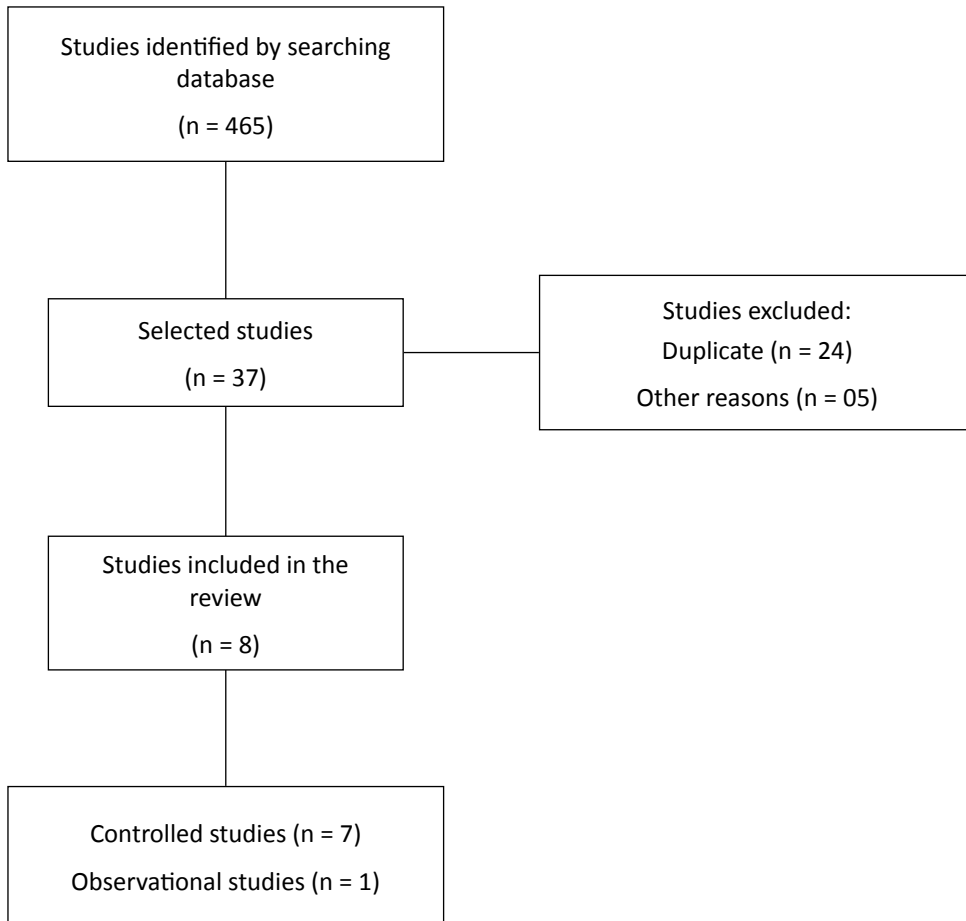 Studies identified by searching
database
(n = 465)
Selected studies
(n = 37)
Studies excluded:
Duplicate (n = 24)
Other reasons (n = 05)
Studies included in the
review
(n = 8)
Controlled studies (n = 7)
Observational studies (n = 1)